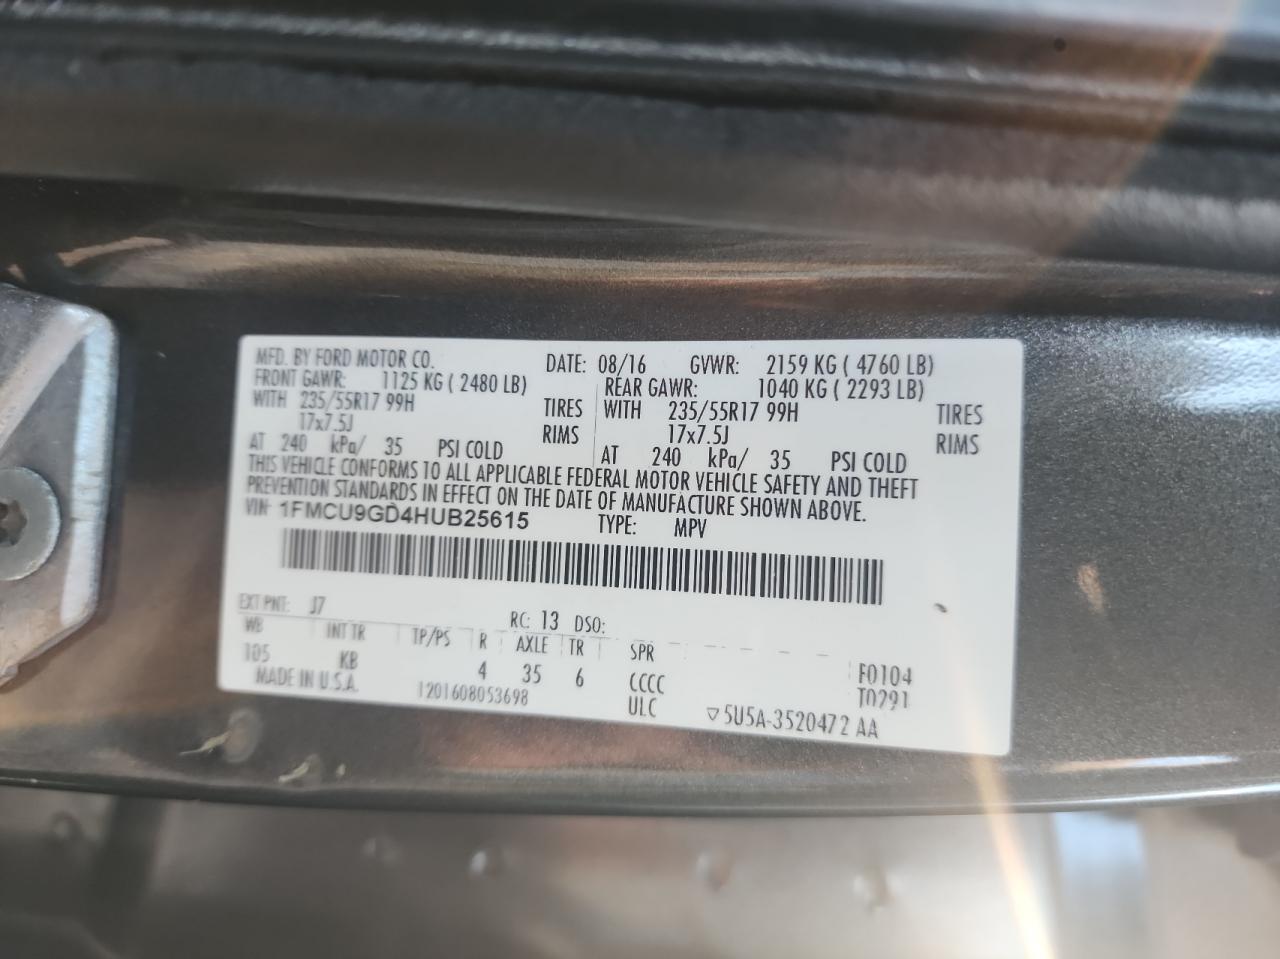 MFD. BY FORD MOTOR CO. DATE: 08/16 GVWR: 2159 KG ( 4760 LB)
FRONT GAWR: 1125 KG ( 2480 LB) REAR GAWR: 1040 KG ( 2293 LB)
WITH 235/55R17 99H TIRES WITH 235/55R17 99H TIRES
17x7.5J RIMS 17x7.5J RIMS
AT 240 kPa/ 35 PSI COLD AT 240 kPa/ 35 PSI COLD
THIS VEHICLE CONFORMS TO ALL APPLICABLE FEDERAL MOTOR VEHICLE SAFETY AND THEFT
PREVENTION STANDARDS IN EFFECT ON THE DATE OF MANUFACTURE SHOWN ABOVE.
VIN: 1FMCU9GD4HUB25615 TYPE: MPV
EXT PNT: J7 RC: 13 DSO:
WB INT TR TP/PS R AXLE TR SPR
105 KB 4 35 6 CCCC F0104
MADE IN U.S.A. 1201608053698 ULC T0291
▽5U5A-3520472 AA